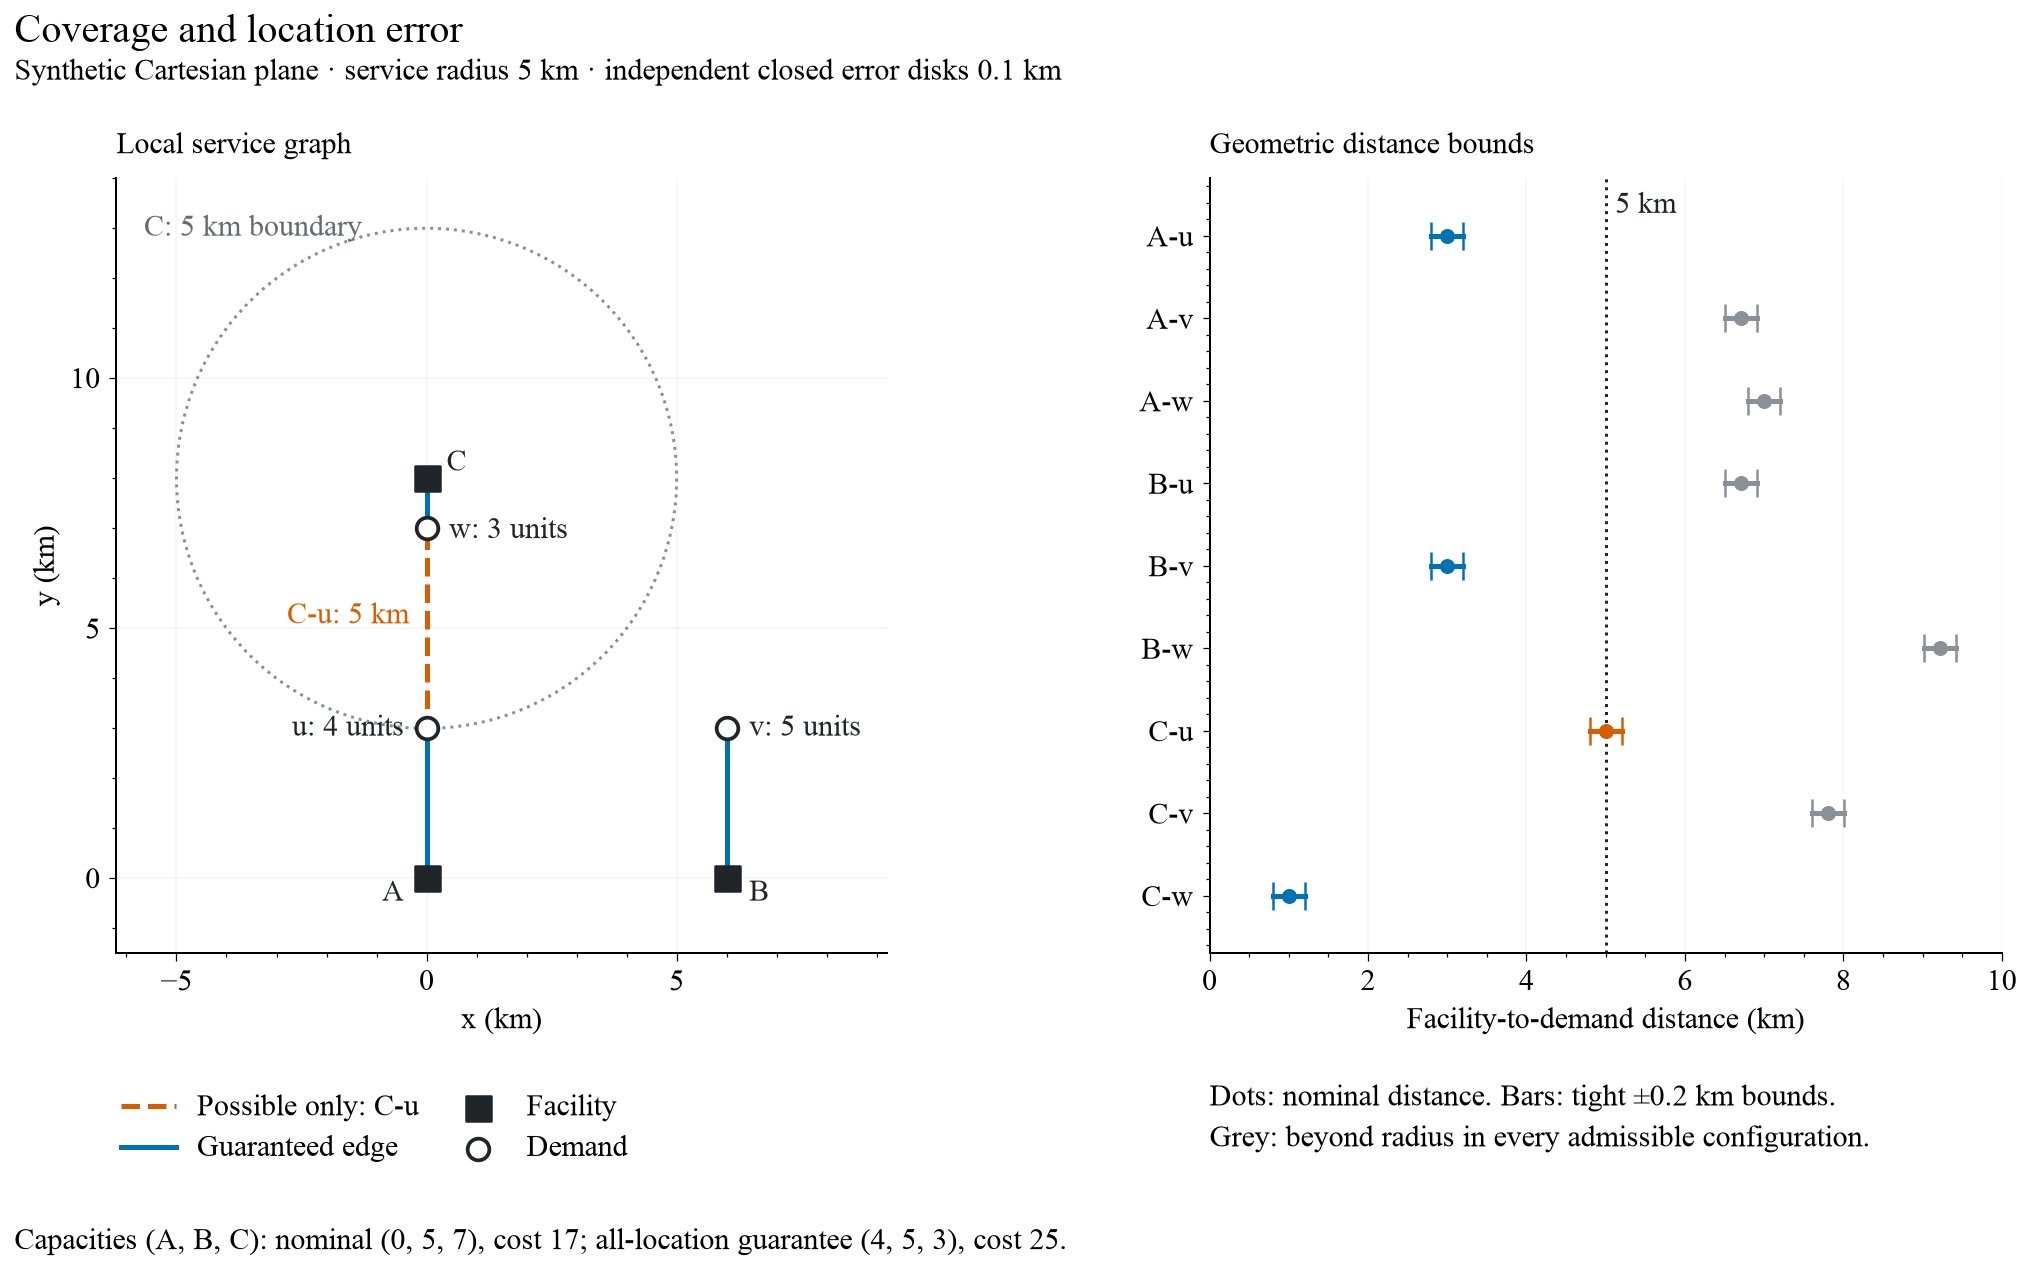 Coverage and location error
Synthetic Cartesian plane · service radius 5 km · independent closed error disks 0.1 km
Local service graph
C: 5 km boundary
C
w: 3 units
C-u: 5 km
u: 4 units
v: 5 units
A
B
10
5
0
y (km)
−5
0
5
x (km)
Possible only: C-u
Guaranteed edge
Facility
Demand
Geometric distance bounds
5 km
A-u
A-v
A-w
B-u
B-v
B-w
C-u
C-v
C-w
0
2
4
6
8
10
Facility-to-demand distance (km)
Dots: nominal distance. Bars: tight ±0.2 km bounds.
Grey: beyond radius in every admissible configuration.
Capacities (A, B, C): nominal (0, 5, 7), cost 17; all-location guarantee (4, 5, 3), cost 25.